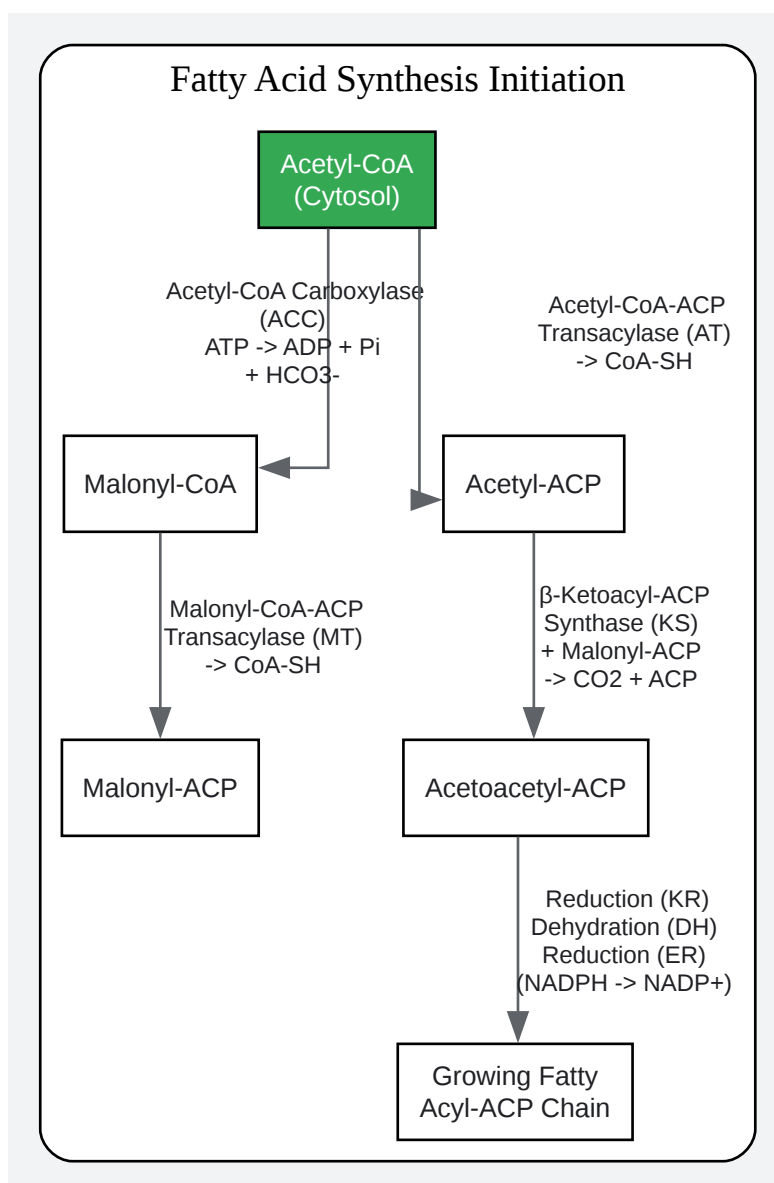 Fatty Acid Synthesis Initiation
Acetyl-CoA
(Cytosol)
Acetyl-CoA Carboxylase
(ACC)
ATP -> ADP + Pi
+ HCO3-
Acetyl-CoA-ACP
Transacylase (AT)
-> CoA-SH
Malonyl-CoA
Acetyl-ACP
Malonyl-CoA-ACP
Transacylase (MT)
-> CoA-SH
β-Ketoacyl-ACP
Synthase (KS)
+ Malonyl-ACP
-> CO2 + ACP
Malonyl-ACP
Acetoacetyl-ACP
Reduction (KR)
Dehydration (DH)
Reduction (ER)
(NADPH -> NADP+)
Growing Fatty
Acyl-ACP Chain